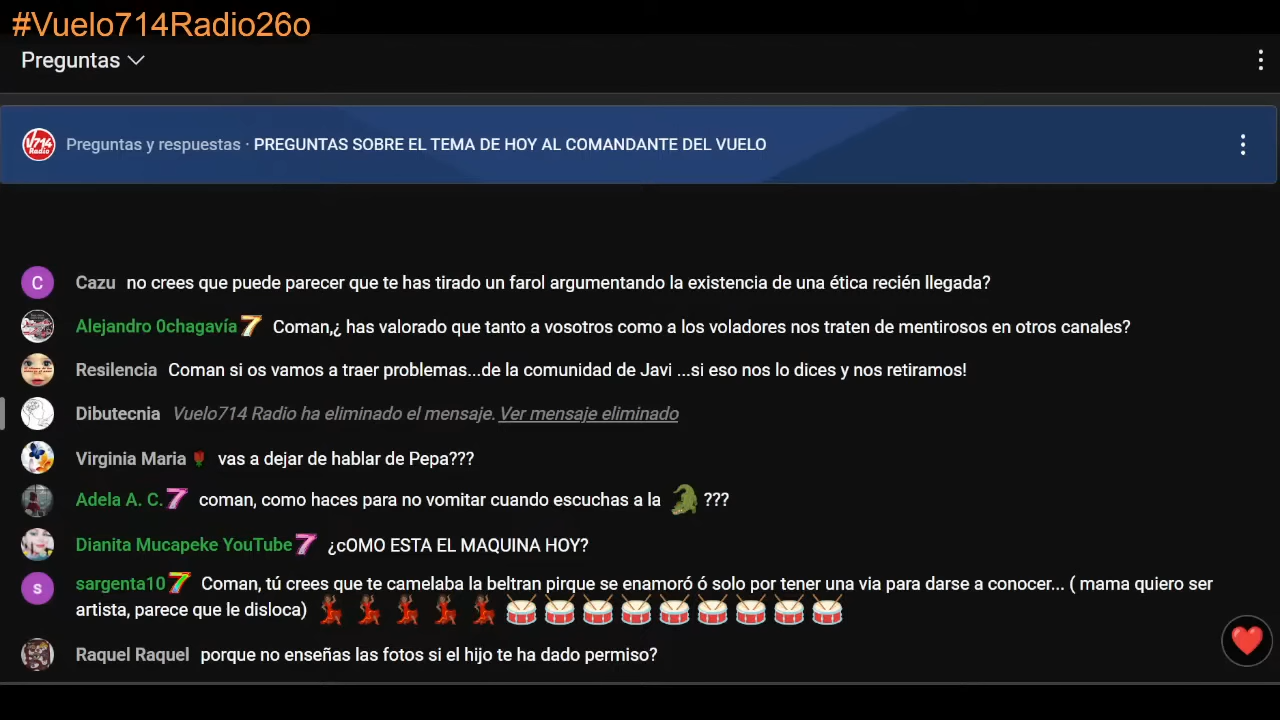 #Vuelo714Radio26o
Preguntas
V714 Radio Preguntas y respuestas · PREGUNTAS SOBRE EL TEMA DE HOY AL COMANDANTE DEL VUELO
C Cazu no crees que puede parecer que te has tirado un farol argumentando la existencia de una ética recién llegada?
Alejandro 0chagavía 7 Coman,¿ has valorado que tanto a vosotros como a los voladores nos traten de mentirosos en otros canales?
Resilencia Coman si os vamos a traer problemas...de la comunidad de Javi ...si eso nos lo dices y nos retiramos!
Dibutecnia Vuelo714 Radio ha eliminado el mensaje. Ver mensaje eliminado
Virginia Maria🌹 vas a dejar de hablar de Pepa???
Adela A. C. 7 coman, como haces para no vomitar cuando escuchas a la 🐊 ???
Dianita Mucapeke YouTube 7 ¿cOMO ESTA EL MAQUINA HOY?
s sargenta10 7 Coman, tú crees que te camelaba la beltran pirque se enamoró ó solo por tener una via para darse a conocer... ( mama quiero ser
artista, parece que le disloca) 💃💃💃💃💃🥁🥁🥁🥁🥁🥁🥁🥁🥁
Raquel Raquel porque no enseñas las fotos si el hijo te ha dado permiso?